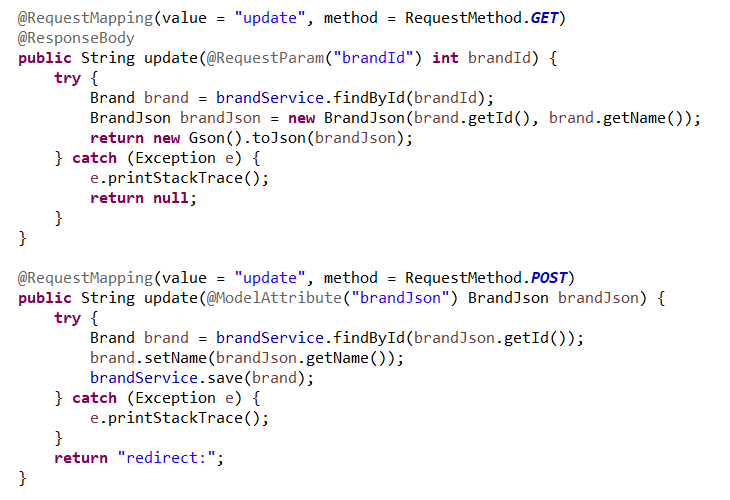 @RequestMapping(value = "update", method = RequestMethod.GET)
@ResponseBody
public String update(@RequestParam("brandId") int brandId) {
    try {
        Brand brand = brandService.findById(brandId);
        BrandJson brandJson = new BrandJson(brand.getId(), brand.getName());
        return new Gson().toJson(brandJson);
    } catch (Exception e) {
        e.printStackTrace();
        return null;
    }
}

@RequestMapping(value = "update", method = RequestMethod.POST)
public String update(@ModelAttribute("brandJson") BrandJson brandJson) {
    try {
        Brand brand = brandService.findById(brandJson.getId());
        brand.setName(brandJson.getName());
        brandService.save(brand);
    } catch (Exception e) {
        e.printStackTrace();
    }
    return "redirect:";
}